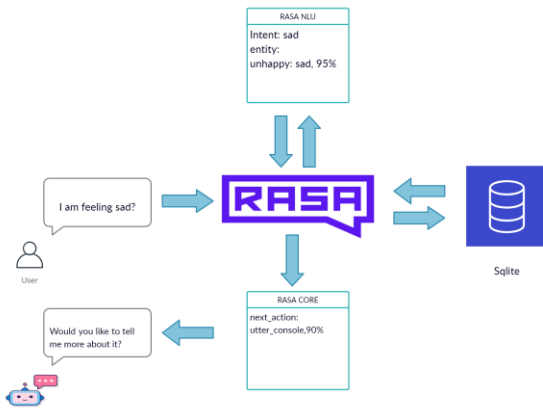 RASA NLU
Intent: sad
entity:
unhappy: sad, 95%
I am feeling sad?
RASA
User
Sqlite
RASA CORE
next_action:
utter_console,90%
Would you like to tell
me more about it?